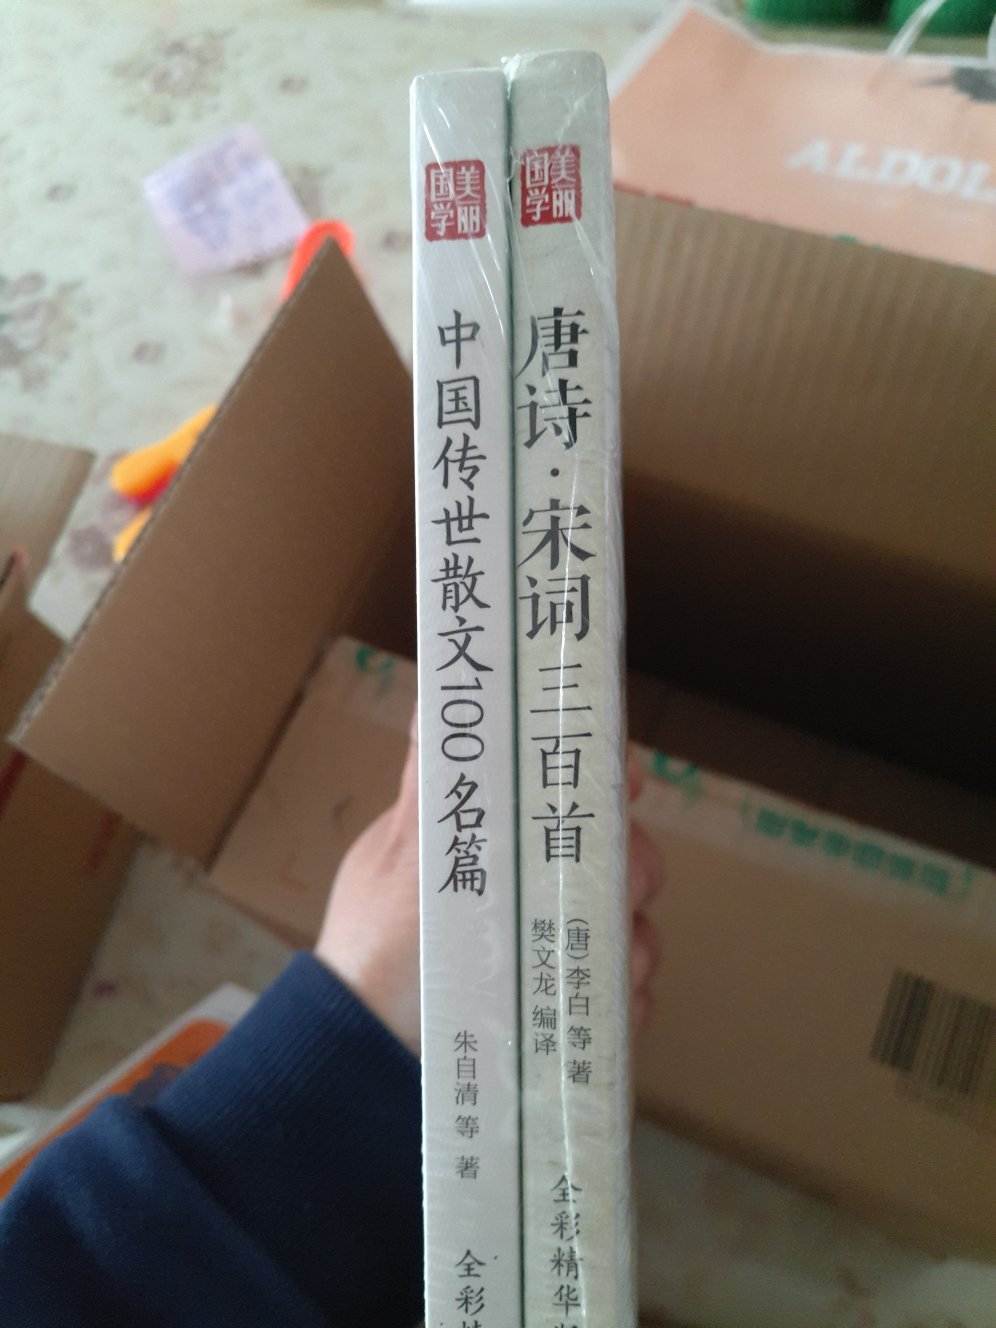 美丽国学
中国传世散文100名篇
朱自清 等 著
全彩
美丽国学
唐诗·宋词三百首
(唐)李白 等 著
樊文龙 编译
全彩精华
ALDOL